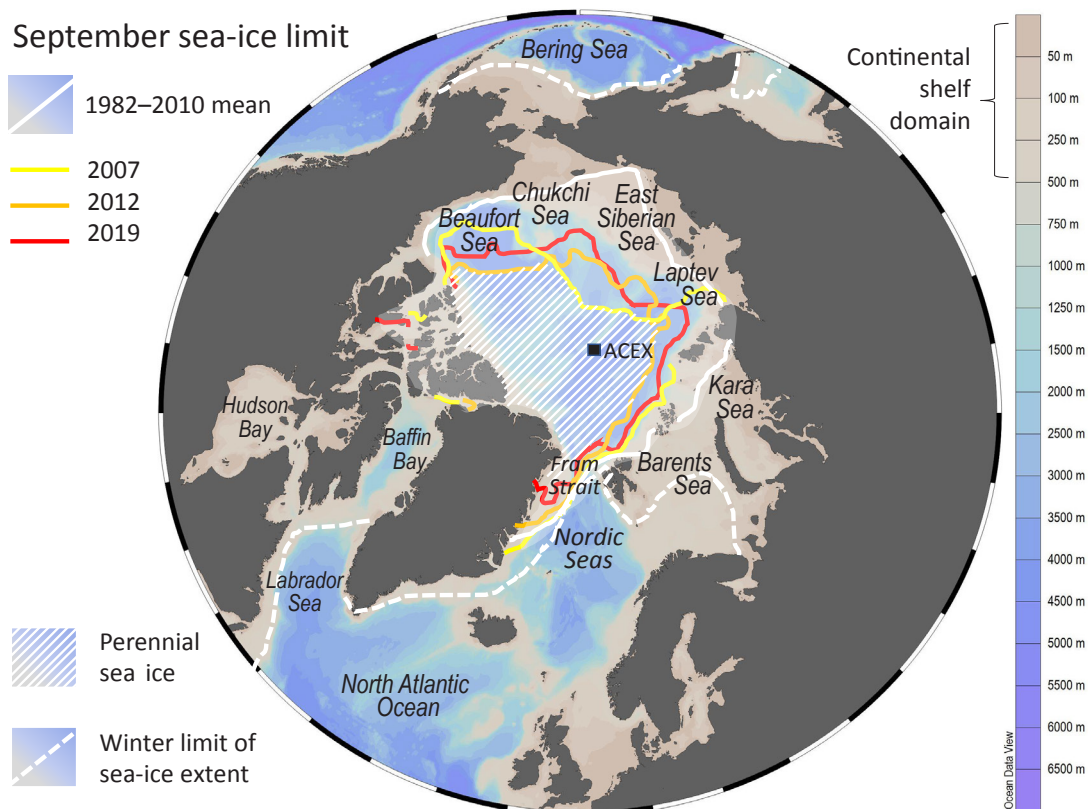 September sea-ice limit
1982–2010 mean
2007
2012
2019
Perennial
sea ice
Winter limit of
sea-ice extent
Bering Sea
Chukchi
Sea
East
Siberian
Sea
Beaufort
Sea
Laptev
Sea
ACEX
Kara
Sea
Hudson
Bay
Baffin
Bay
Fram
Strait
Barents
Sea
Nordic
Seas
Labrador
Sea
North Atlantic
Ocean
Continental
shelf
domain
50 m
100 m
250 m
500 m
750 m
1000 m
1250 m
1500 m
1750 m
2000 m
2500 m
3000 m
3500 m
4000 m
4500 m
5000 m
5500 m
6000 m
6500 m
Ocean Data View